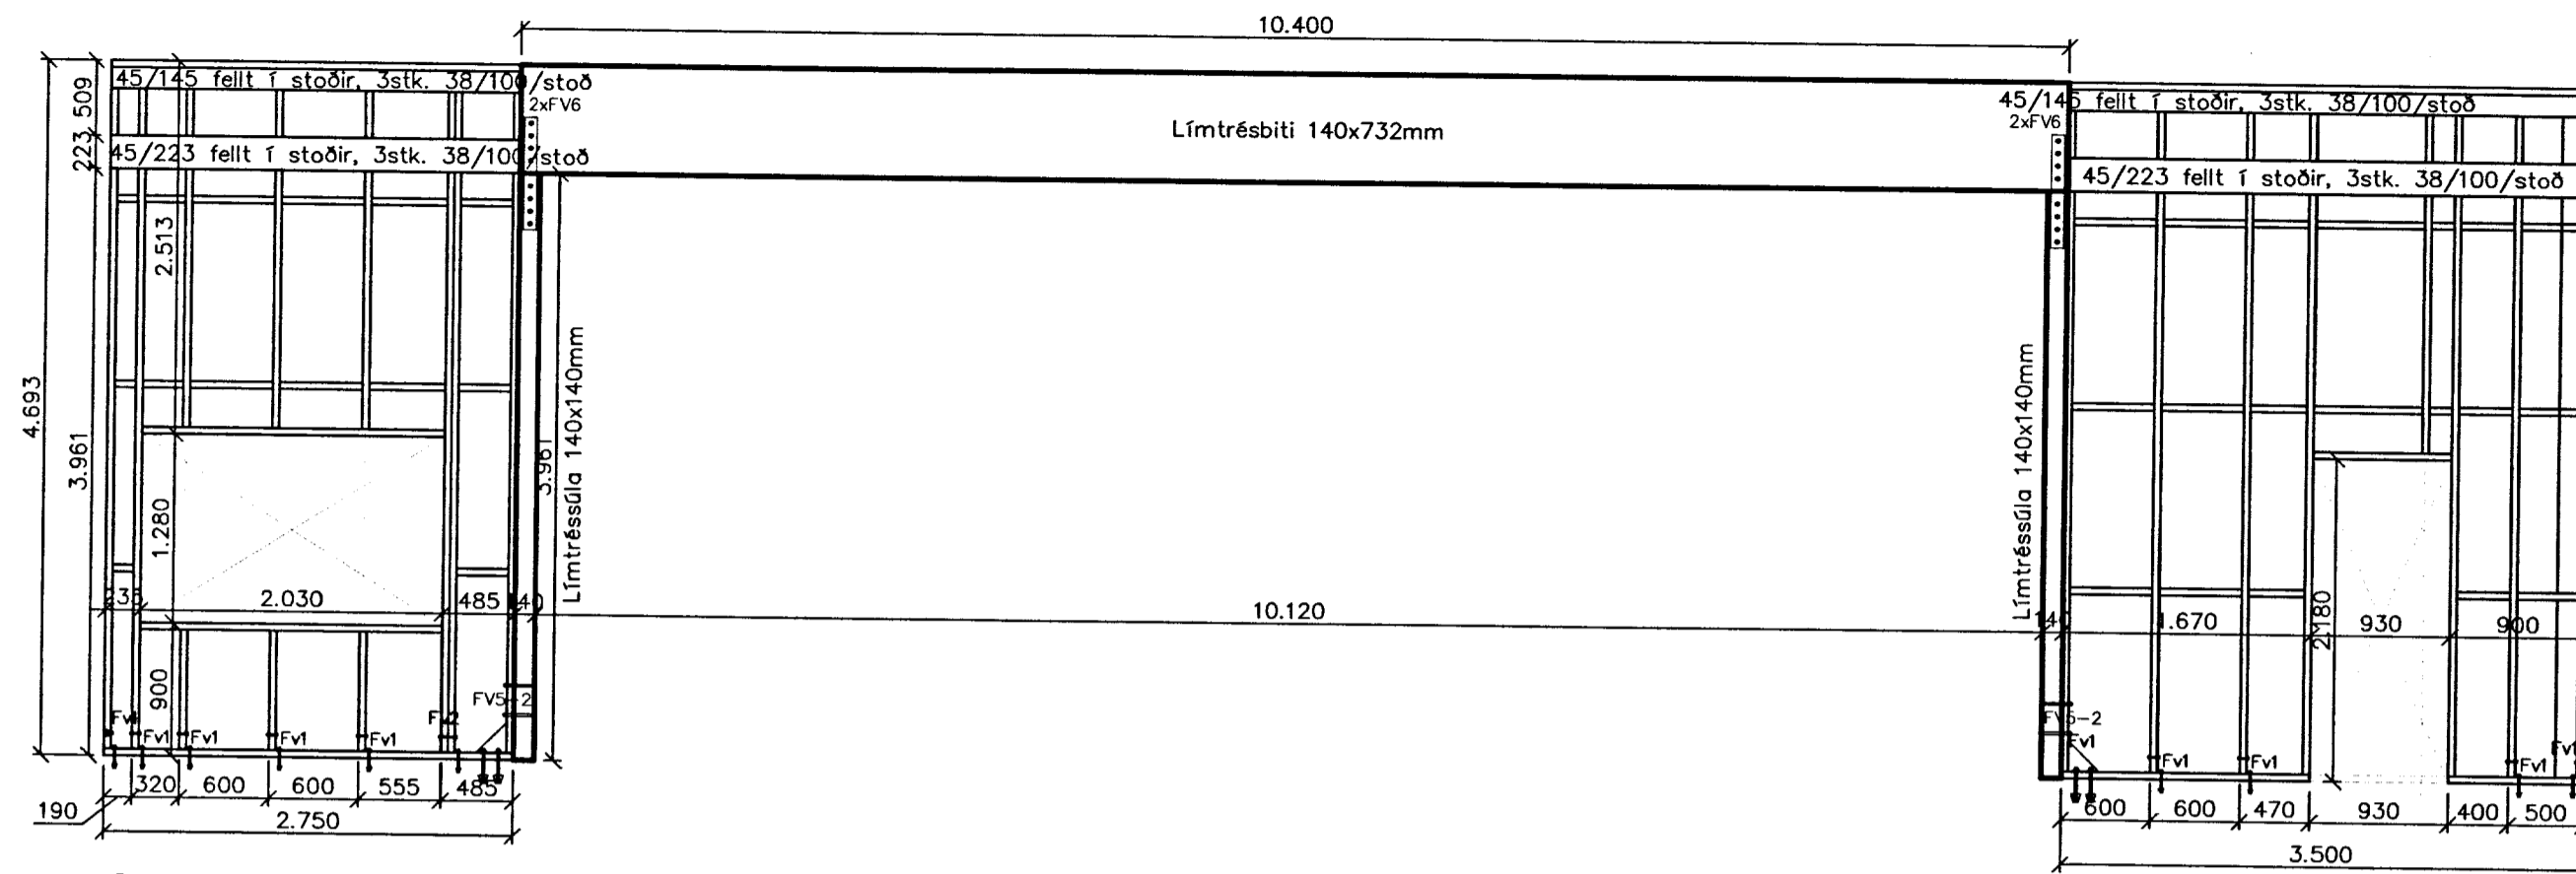 10.400
45/145 fellt í stoðir, 3stk. 38/100/stoð
2xFV6
509
223
45/223 fellt í stoðir, 3stk. 38/100/stoð
Límtrésbiti 140x732mm
45/145 fellt í stoðir, 3stk. 38/100/stoð
2xFV6
45/223 fellt í stoðir, 3stk. 38/100/stoð
2.513
4.693
3.961
1.280
900
3.961
Límtréssúla 140x140mm
Límtréssúla 140x140mm
235
2.030
485
140
10.120
140
1.670
2.180
930
900
FV5-2
FV5-2
Fv1
Fv1
Fv1
Fv1
Fv1
Fv2
Fv1
Fv1
Fv1
Fv1
Fv1
190
320
600
600
555
485
2.750
600
600
470
930
400
500
3.500